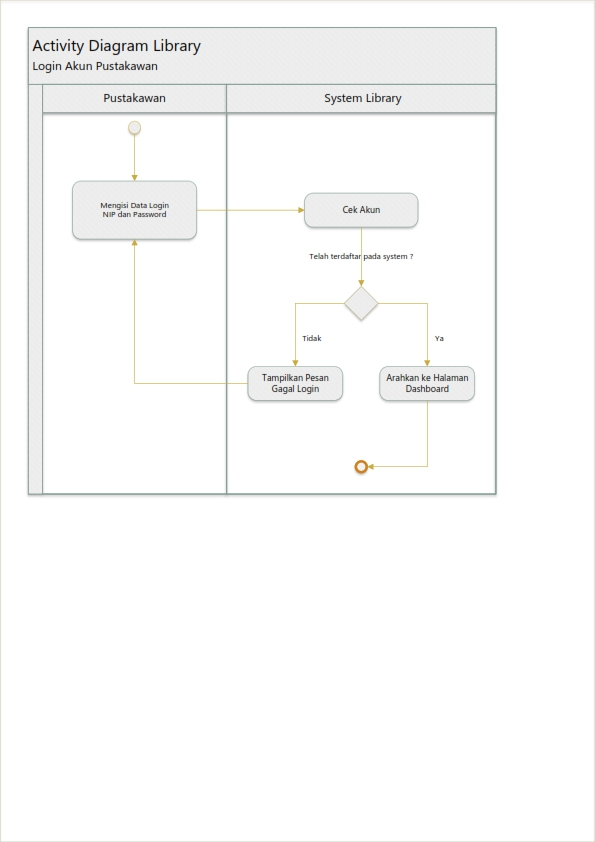 Activity Diagram Library
Login Akun Pustakawan
Pustakawan
System Library
Mengisi Data Login
NIP dan Password
Cek Akun
Telah terdaftar pada system ?
Tidak
Ya
Tampilkan Pesan
Gagal Login
Arahkan ke Halaman
Dashboard